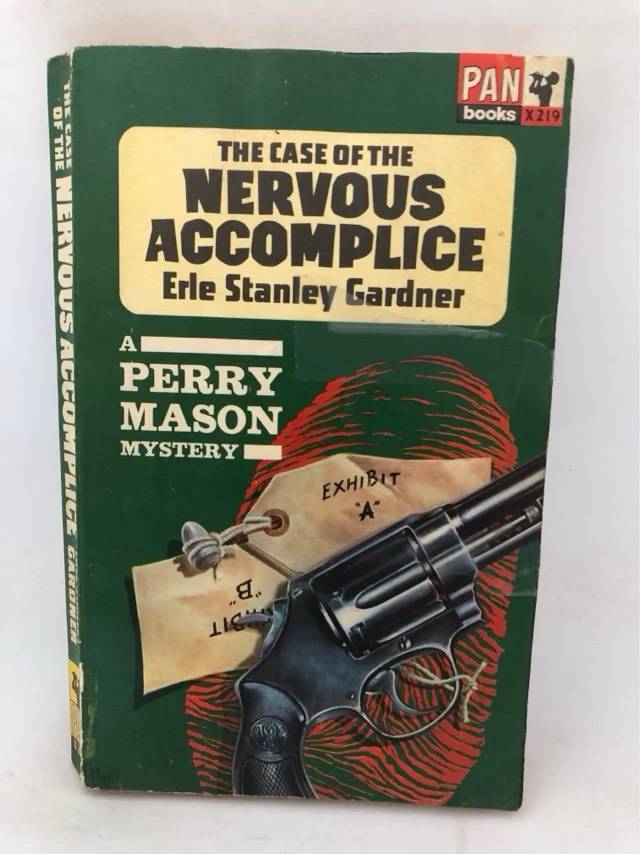 PAN
books X219
THE CASE OF THE
NERVOUS
ACCOMPLICE
Erle Stanley Gardner
A
PERRY
MASON
MYSTERY
EXHIBIT
"A"
"B"
THE CASE
OF THE
NERVOUS ACCOMPLICE
GARDNER